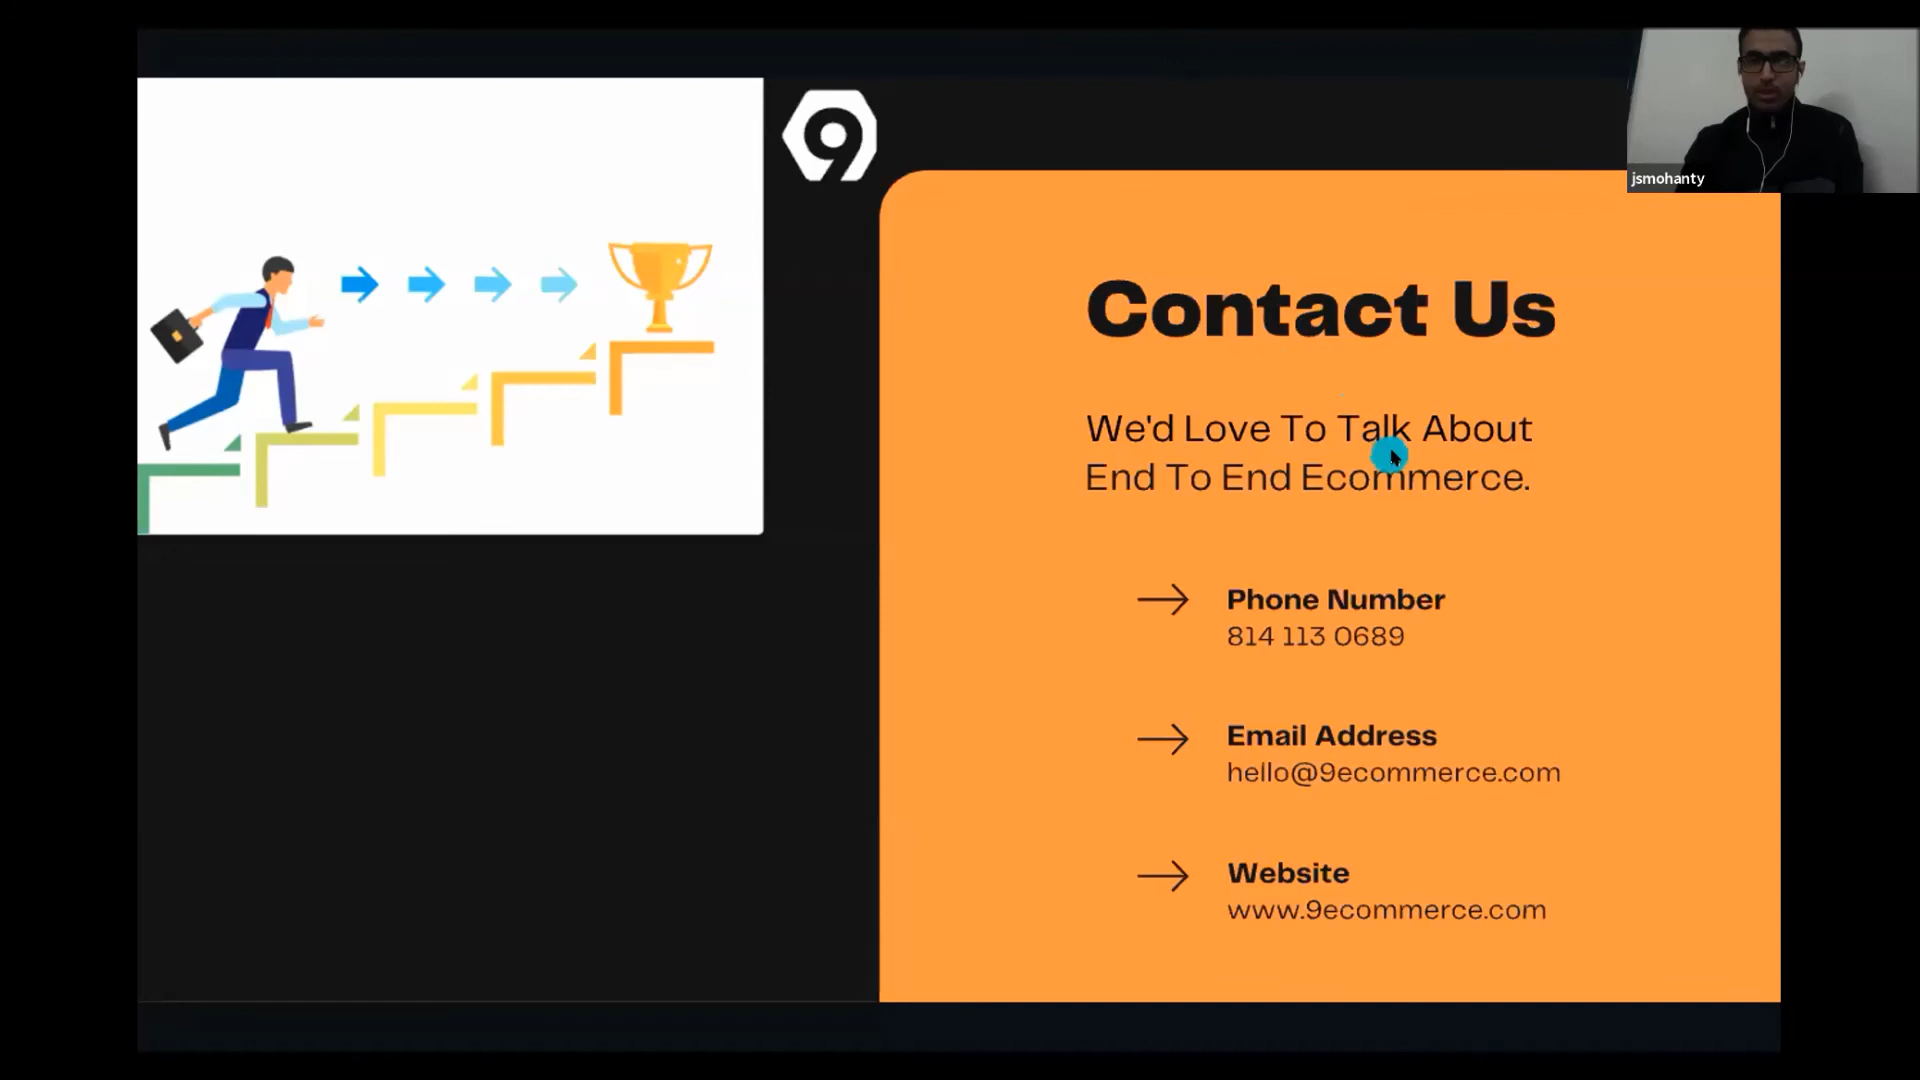 9
jsmohanty
Contact Us
We'd Love To Talk About
End To End Ecommerce.
Phone Number
814 113 0689
Email Address
hello@9ecommerce.com
Website
www.9ecommerce.com